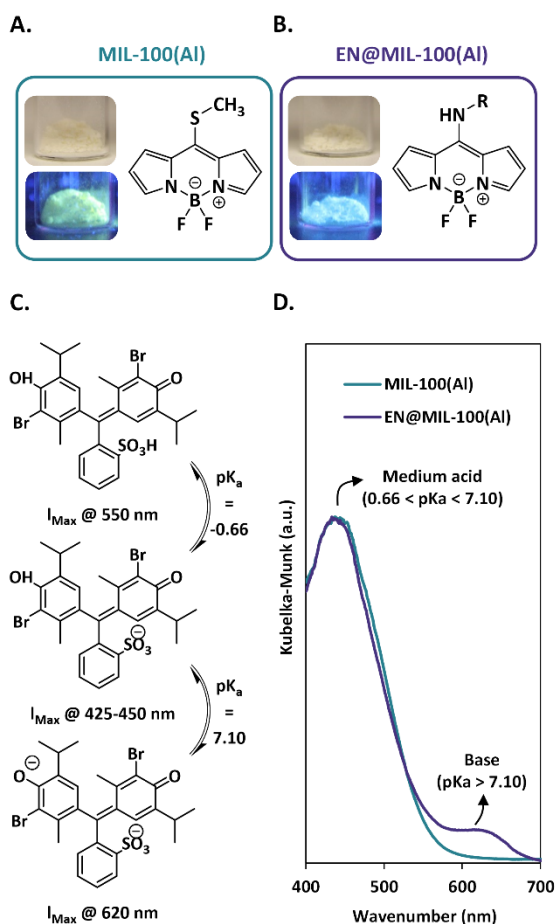 A.
MIL-100(Al)
S
CH3
N
N
B
⊖
⊕
F
F
B.
EN@MIL-100(Al)
HN
R
N
N
B
⊖
⊕
F
F
C.
Br
OH
O
Br
SO3H
IMax @ 550 nm
pKa
=
-0.66
Br
OH
O
Br
⊖
SO3
IMax @ 425-450 nm
pKa
=
7.10
⊖
Br
O
O
Br
⊖
SO3
IMax @ 620 nm
D.
MIL-100(Al)
EN@MIL-100(Al)
Medium acid
(0.66 < pKa < 7.10)
Base
(pKa > 7.10)
Kubelka-Munk (a.u.)
400
500
600
700
Wavenumber (nm)